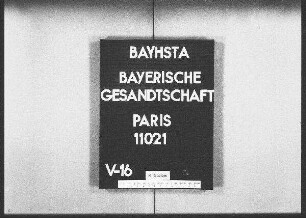 BAYHSTA
BAYERISCHE
GESANDTSCHAFT
PARIS
11021
V-16